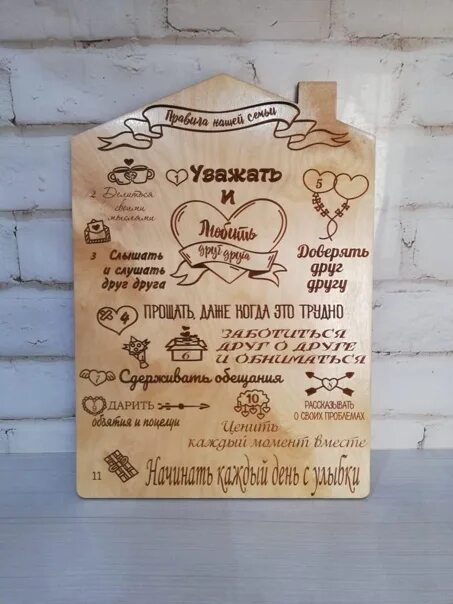 Правила нашей семьи
1 Уважать
и
Любить
друг друга
2 Делиться
своими
мыслями
3 Слышать
и слушать
друг друга
4 ПРОЩАТЬ, ДАЖЕ КОГДА ЭТО ТРУДНО
5
Доверять
друг
другу
6
ЗАБОТИТЬСЯ
ДРУГ О ДРУГЕ
И ОБНИМАТЬСЯ
7 Сдерживать обещания
8 ДАРИТЬ
объятия и поцелуи
9
РАССКАЗЫВАТЬ
О СВОИХ ПРОБЛЕМАХ
10
Ценить
каждый момент вместе
11 Начинать каждый день с улыбки